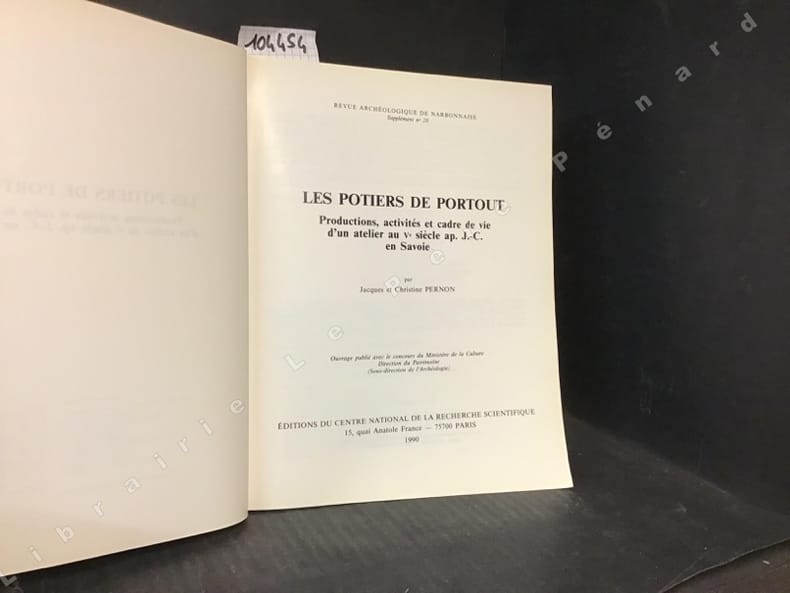 104454
REVUE ARCHÉOLOGIQUE DE NARBONNAISE
Supplément nº 20
LES POTIERS DE PORTOUT
Productions, activités et cadre de vie
d'un atelier au Vᵉ siècle ap. J.-C.
en Savoie
par
Jacques et Christine PERNON
Ouvrage publié avec le concours du Ministère de la Culture
Direction du Patrimoine
(Sous-direction de l'Archéologie)
ÉDITIONS DU CENTRE NATIONAL DE LA RECHERCHE SCIENTIFIQUE
15, quai Anatole France — 75700 PARIS
1990
Librairie Le Père Pénard